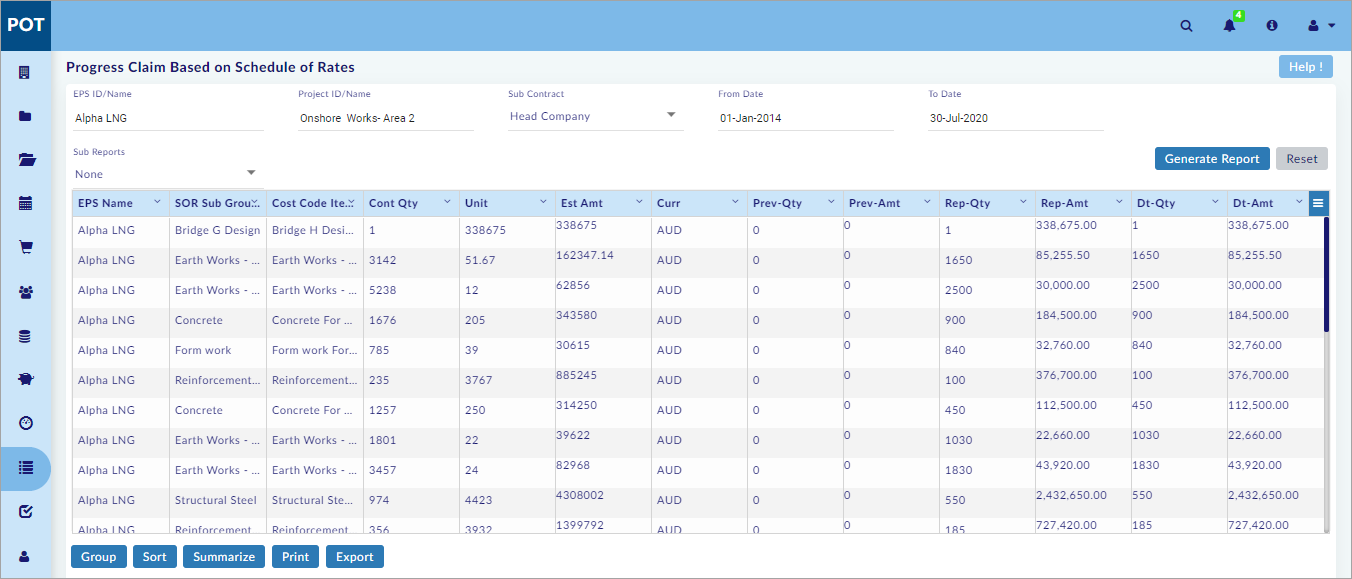 POT
4
Progress Claim Based on Schedule of Rates
Help !
EPS ID/Name Project ID/Name Sub Contract From Date To Date
Alpha LNG Onshore Works- Area 2 Head Company 01-Jan-2014 30-Jul-2020
Sub Reports
None
Generate Report Reset
EPS Name SOR Sub Grou... Cost Code Ite... Cont Qty Unit Est Amt Curr Prev-Qty Prev-Amt Rep-Qty Rep-Amt Dt-Qty Dt-Amt
Alpha LNG Bridge G Design Bridge H Desi... 1 338675 338675 AUD 0 0 1 338,675.00 1 338,675.00
Alpha LNG Earth Works - ... Earth Works - ... 3142 51.67 162347.14 AUD 0 0 1650 85,255.50 1650 85,255.50
Alpha LNG Earth Works - ... Earth Works - ... 5238 12 62856 AUD 0 0 2500 30,000.00 2500 30,000.00
Alpha LNG Concrete Concrete For ... 1676 205 343580 AUD 0 0 900 184,500.00 900 184,500.00
Alpha LNG Form work Form work For... 785 39 30615 AUD 0 0 840 32,760.00 840 32,760.00
Alpha LNG Reinforcement... Reinforcement... 235 3767 885245 AUD 0 0 100 376,700.00 100 376,700.00
Alpha LNG Concrete Concrete For ... 1257 250 314250 AUD 0 0 450 112,500.00 450 112,500.00
Alpha LNG Earth Works - ... Earth Works - ... 1801 22 39622 AUD 0 0 1030 22,660.00 1030 22,660.00
Alpha LNG Earth Works - ... Earth Works - ... 3457 24 82968 AUD 0 0 1830 43,920.00 1830 43,920.00
Alpha LNG Structural Steel Structural Ste... 974 4423 4308002 AUD 0 0 550 2,432,650.00 550 2,432,650.00
Alpha LNG Reinforcement Reinforcement 356 3932 1399792 AUD 0 0 185 727,420.00 185 727,420.00
Group Sort Summarize Print Export